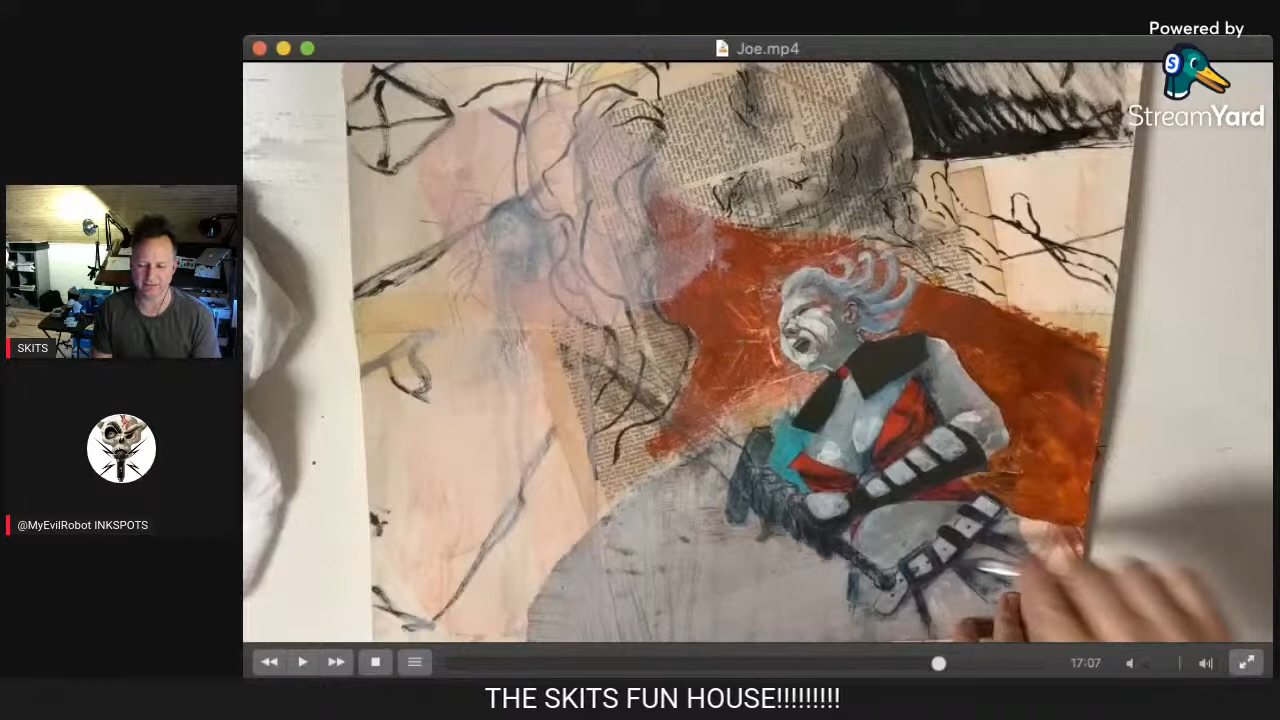 Joe.mp4
Powered by
S
StreamYard
SKITS
@MyEvilRobot INKSPOTS
17:07
THE SKITS FUN HOUSE!!!!!!!!!